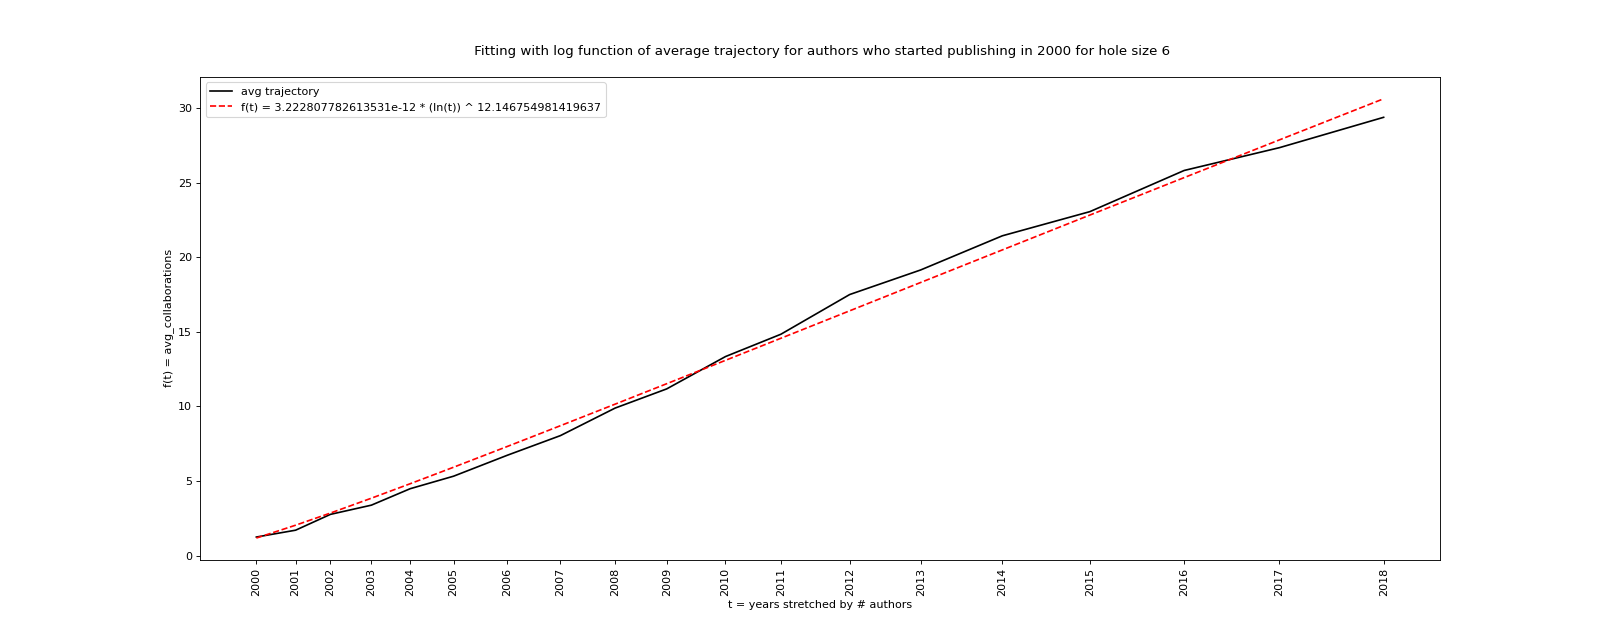 Fitting with log function of average trajectory for authors who started publishing in 2000 for hole size 6
avg trajectory
f(t) = 3.222807782613531e-12 * (ln(t)) ^ 12.146754981419637
30
25
20
15
10
5
0
f(t) = avg_collaborations
2000 2001 2002 2003 2004 2005 2006 2007 2008 2009 2010 2011 2012 2013 2014 2015 2016 2017 2018
t = years stretched by # authors